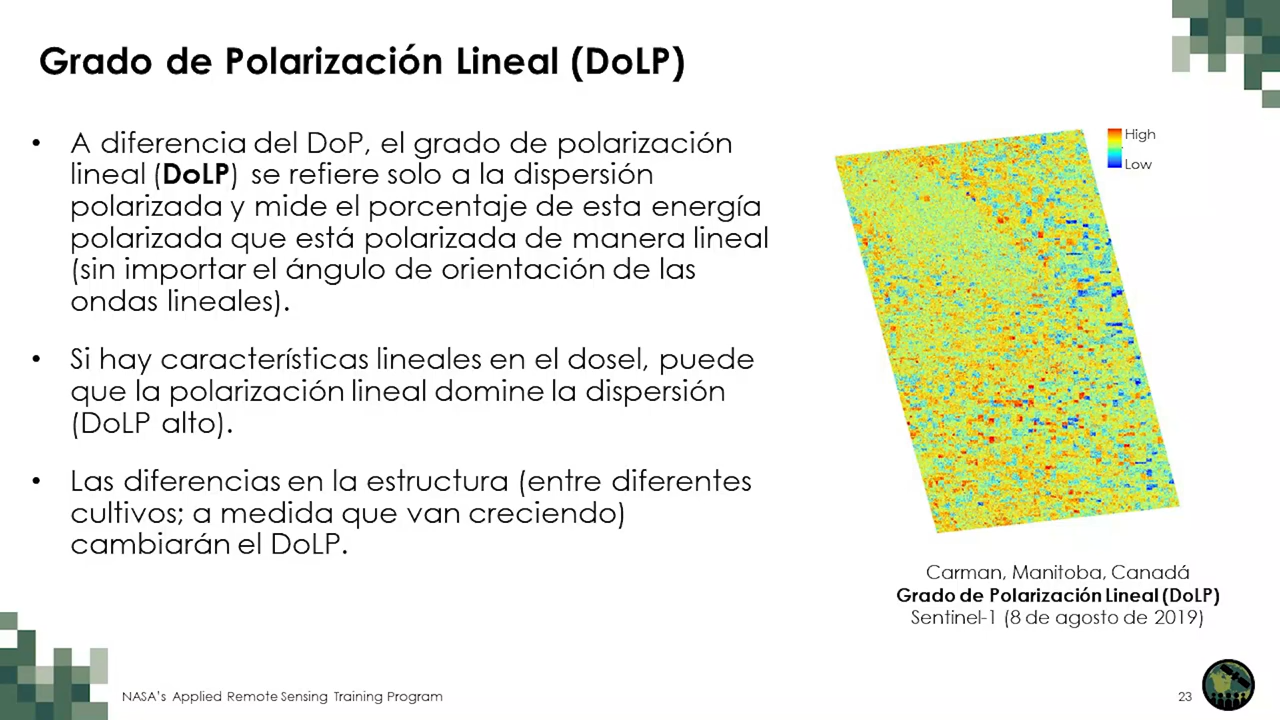 Grado de Polarización Lineal (DoLP)
• A diferencia del DoP, el grado de polarización
lineal (DoLP) se refiere solo a la dispersión
polarizada y mide el porcentaje de esta energía
polarizada que está polarizada de manera lineal
(sin importar el ángulo de orientación de las
ondas lineales).
• Si hay características lineales en el dosel, puede
que la polarización lineal domine la dispersión
(DoLP alto).
• Las diferencias en la estructura (entre diferentes
cultivos; a medida que van creciendo)
cambiarán el DoLP.
High
Low
Carman, Manitoba, Canadá
Grado de Polarización Lineal (DoLP)
Sentinel-1 (8 de agosto de 2019)
NASA's Applied Remote Sensing Training Program
23